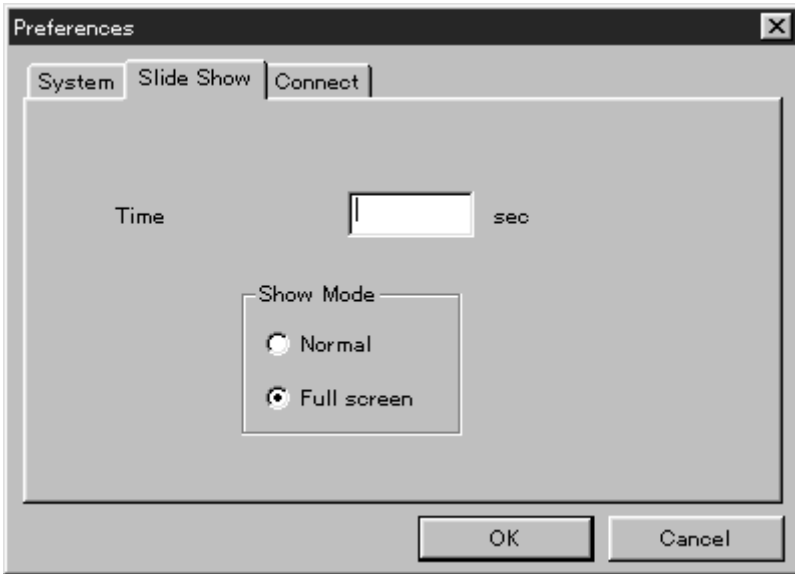 Preferences
System Slide Show Connect
Time sec
Show Mode
Normal
Full screen
OK Cancel